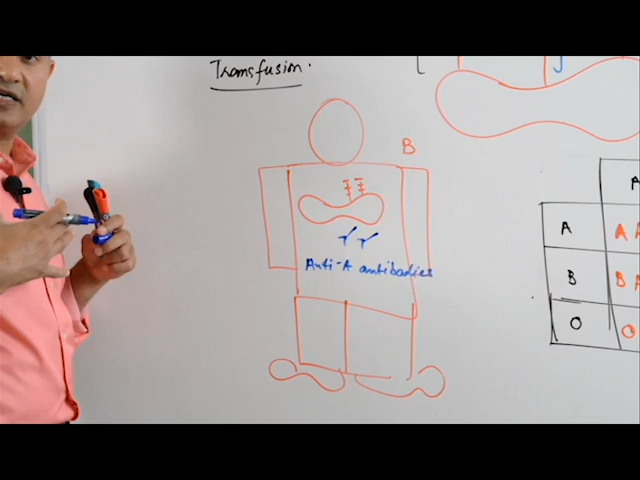 Transfusion.
B
Anti-A antibodies
A
A A A
B B A
O O